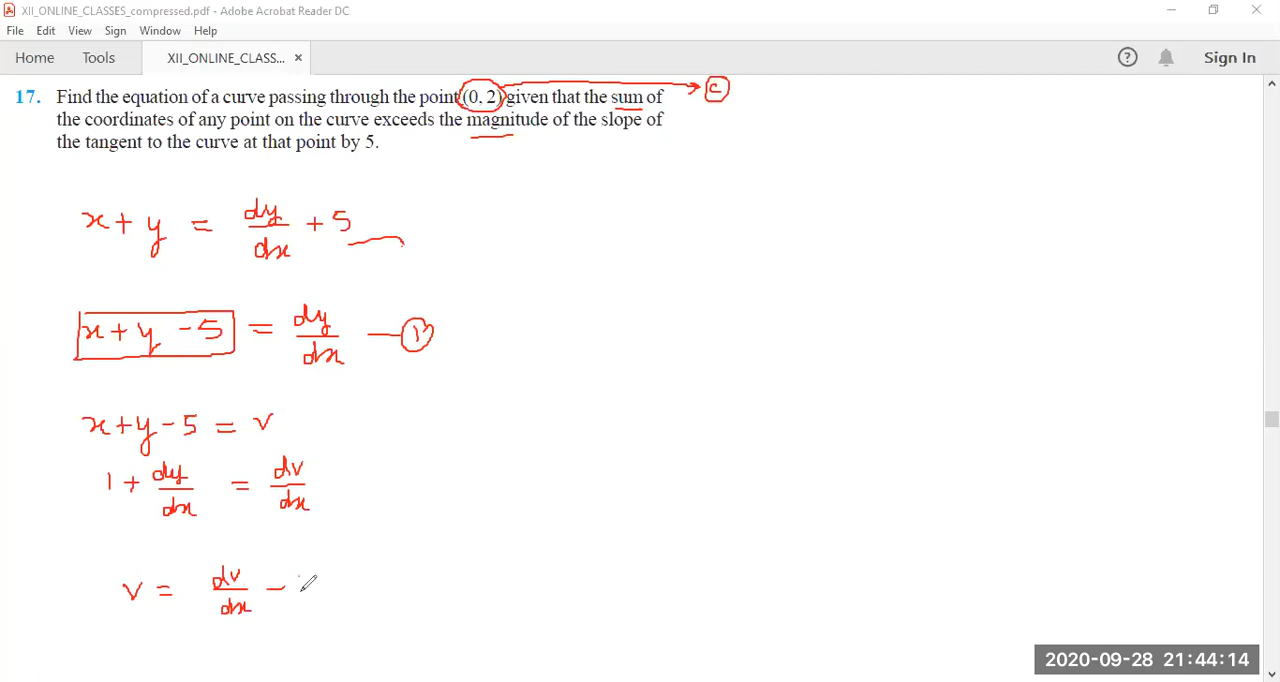 XII_ONLINE_CLASSES_compressed.pdf - Adobe Acrobat Reader DC
File Edit View Sign Window Help
Home Tools XII_ONLINE_CLASS... × Sign In
17. Find the equation of a curve passing through the point (0, 2) given that the sum of
the coordinates of any point on the curve exceeds the magnitude of the slope of
the tangent to the curve at that point by 5.
C
x + y = dy/dx + 5
x + y - 5 = dy/dx — 1
x + y - 5 = v
1 + dy/dx = dv/dx
v = dv/dx -
2020-09-28 21:44:14